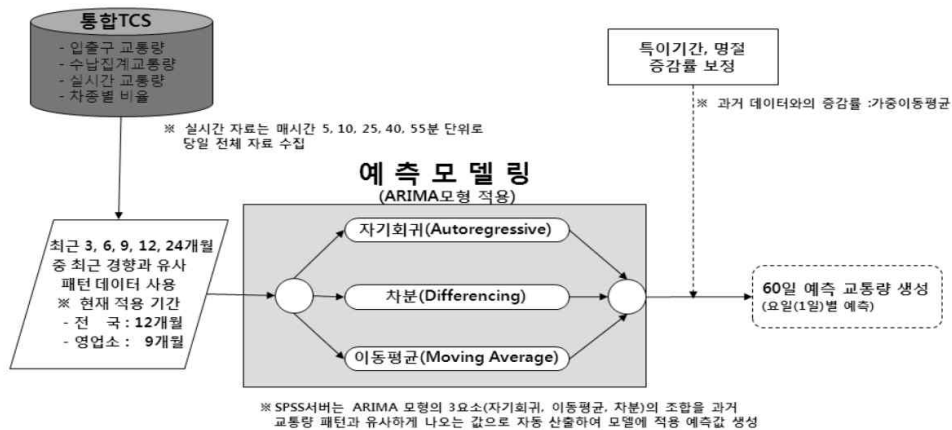 통합TCS
- 입출구 교통량
- 수납집계교통량
- 실시간 교통량
- 차종별 비율
※ 실시간 자료는 매시간 5, 10, 25, 40, 55분 단위로
당일 전체 자료 수집
특이기간, 명절
증감률 보정
※ 과거 데이터와의 증감률 :가중이동평균
예 측 모 델 링
(ARIMA모형 적용)
최근 3, 6, 9, 12, 24개월
중 최근 경향과 유사
패턴 데이터 사용
※ 현재 적용 기간
- 전 국 : 12개월
- 영업소 : 9개월
자기회귀(Autoregressive)
차분(Differencing)
이동평균(Moving Average)
60일 예측 교통량 생성
(요일(1일)별 예측)
※ SPSS서버는 ARIMA 모형의 3요소(자기회귀, 이동평균, 차분)의 조합을 과거
교통량 패턴과 유사하게 나오는 값으로 자동 산출하여 모델에 적용 예측값 생성